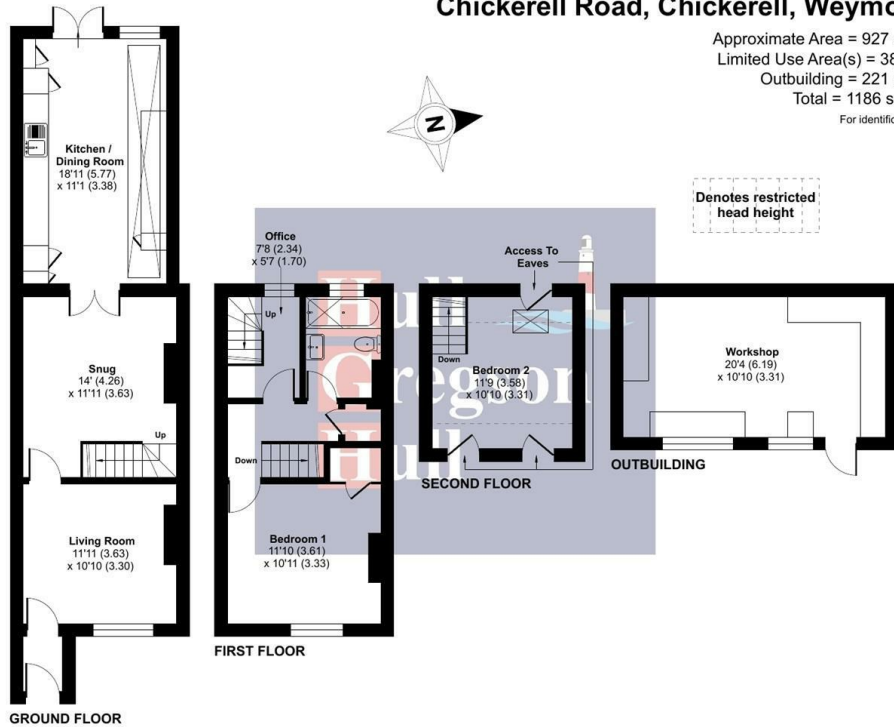 Chickerell Road, Chickerell, Weymo
Approximate Area = 927
Limited Use Area(s) = 38
Outbuilding = 221
Total = 1186 s
For identific
N
Denotes restricted
head height
Kitchen /
Dining Room
18'11 (5.77)
x 11'1 (3.38)
Snug
14' (4.26)
x 11'11 (3.63)
Up
Living Room
11'11 (3.63)
x 10'10 (3.30)
GROUND FLOOR
Office
7'8 (2.34)
x 5'7 (1.70)
Up
Down
Bedroom 1
11'10 (3.61)
x 10'11 (3.33)
FIRST FLOOR
Access To
Eaves
Down
Bedroom 2
11'9 (3.58)
x 10'10 (3.31)
SECOND FLOOR
Workshop
20'4 (6.19)
x 10'10 (3.31)
OUTBUILDING
Hull
Gregson
Hull